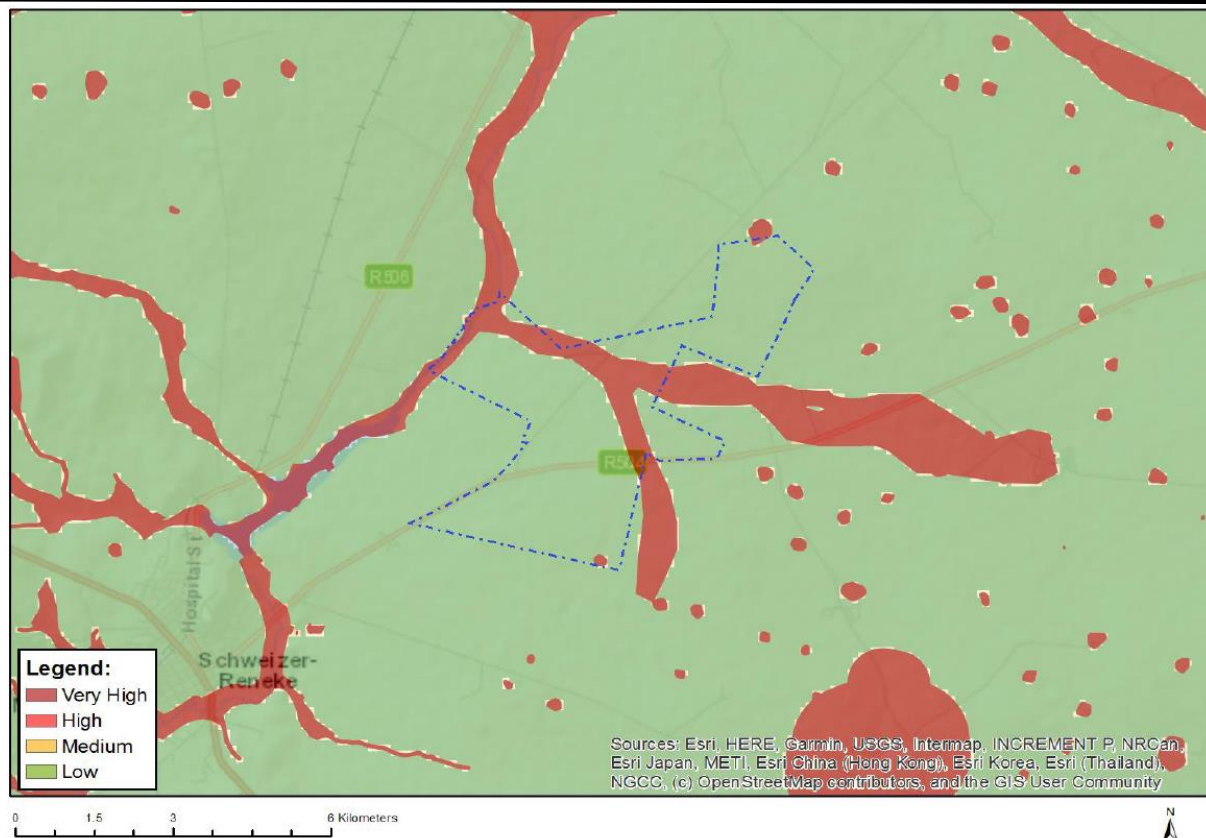 R506
R504
Hospital St
Schweizer-
Reneke
Legend:
Very High
High
Medium
Low
Sources: Esri, HERE, Garmin, USGS, Intermap, INCREMENT P, NRCan,
Esri Japan, METI, Esri China (Hong Kong), Esri Korea, Esri (Thailand),
NGCC, (c) OpenStreetMap contributors, and the GIS User Community
0 1.5 3 6 Kilometers
N